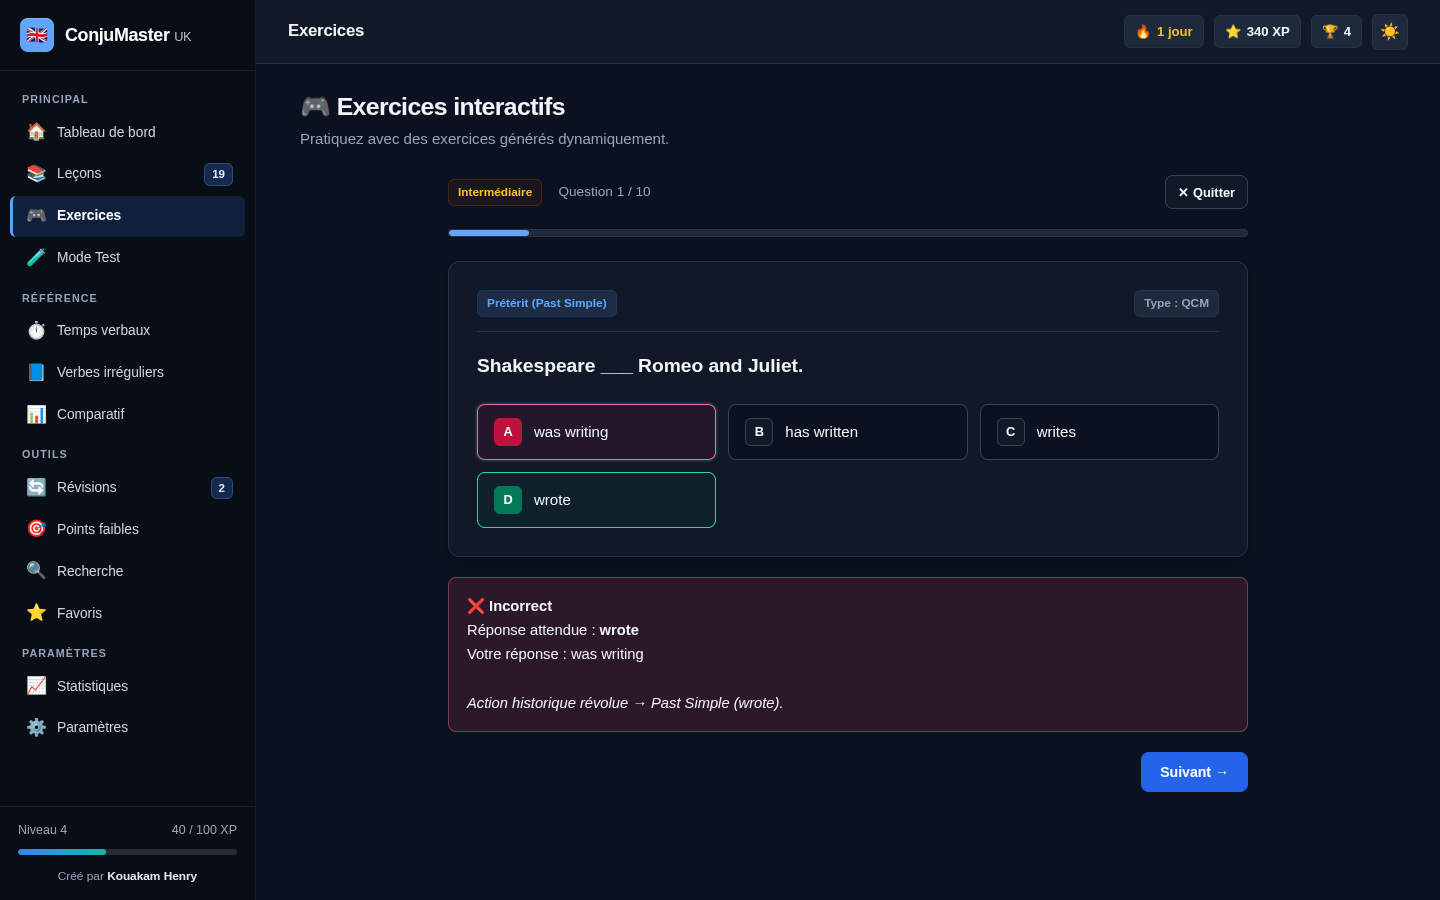 ConjuMaster UK
PRINCIPAL
Tableau de bord
Leçons 19
Exercices
Mode Test
RÉFÉRENCE
Temps verbaux
Verbes irréguliers
Comparatif
OUTILS
Révisions 2
Points faibles
Recherche
Favoris
PARAMÈTRES
Statistiques
Paramètres
Niveau 4 40 / 100 XP
Créé par Kouakam Henry
Exercices
🔥 1 jour ⭐ 340 XP 🏆 4
🎮 Exercices interactifs
Pratiquez avec des exercices générés dynamiquement.
Intermédiaire Question 1 / 10 ✕ Quitter
Prétérit (Past Simple) Type : QCM
Shakespeare ___ Romeo and Juliet.
A was writing
B has written
C writes
D wrote
❌ Incorrect
Réponse attendue : wrote
Votre réponse : was writing
Action historique révolue → Past Simple (wrote).
Suivant →